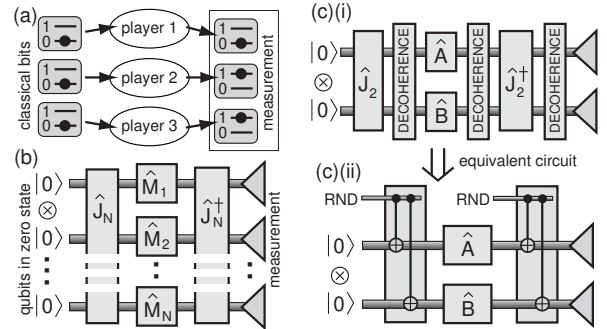 (a)
classical bits
1
0
player 1
1
0
1
0
player 2
1
0
1
0
player 3
1
0
measurement
(b)
qubits in zero state
|0⟩
⊗
|0⟩
⋮
|0⟩
Ĵ_N
M̂_1
M̂_2
⋮
M̂_N
Ĵ_N^†
⋮
measurement
(c)(i)
|0⟩
⊗
|0⟩
Ĵ_2
DECOHERENCE
Â
B̂
DECOHERENCE
Ĵ_2^†
DECOHERENCE
equivalent circuit
(c)(ii)
RND
RND
|0⟩
⊗
|0⟩
Â
B̂